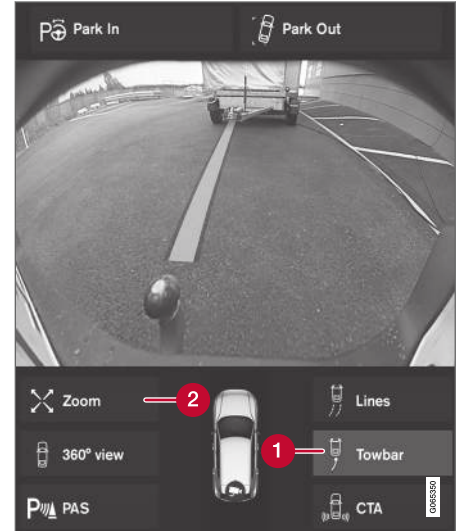 Park In
Park Out
2
Zoom
Lines
1
360° view
Towbar
P PAS
CTA
G065350